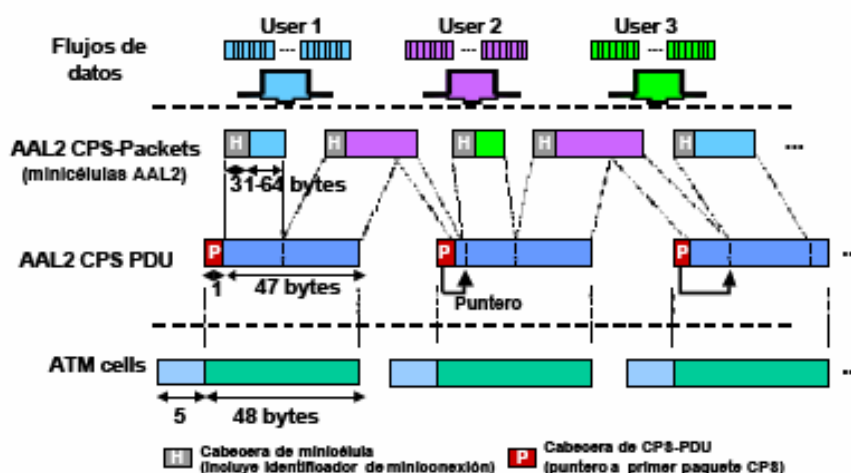 User 1
User 2
User 3
Flujos de
datos
AAL2 CPS-Packets
(minicélulas AAL2)
H
H
H
H
H
...
31-64 bytes
AAL2 CPS PDU
P
P
P
1
47 bytes
Puntero
ATM cells
5
48 bytes
H
Cabecera de minicélula
(incluye identificador de miniconexión)
P
Cabecera de CPS-PDU
(puntero a primer paquete CPS)